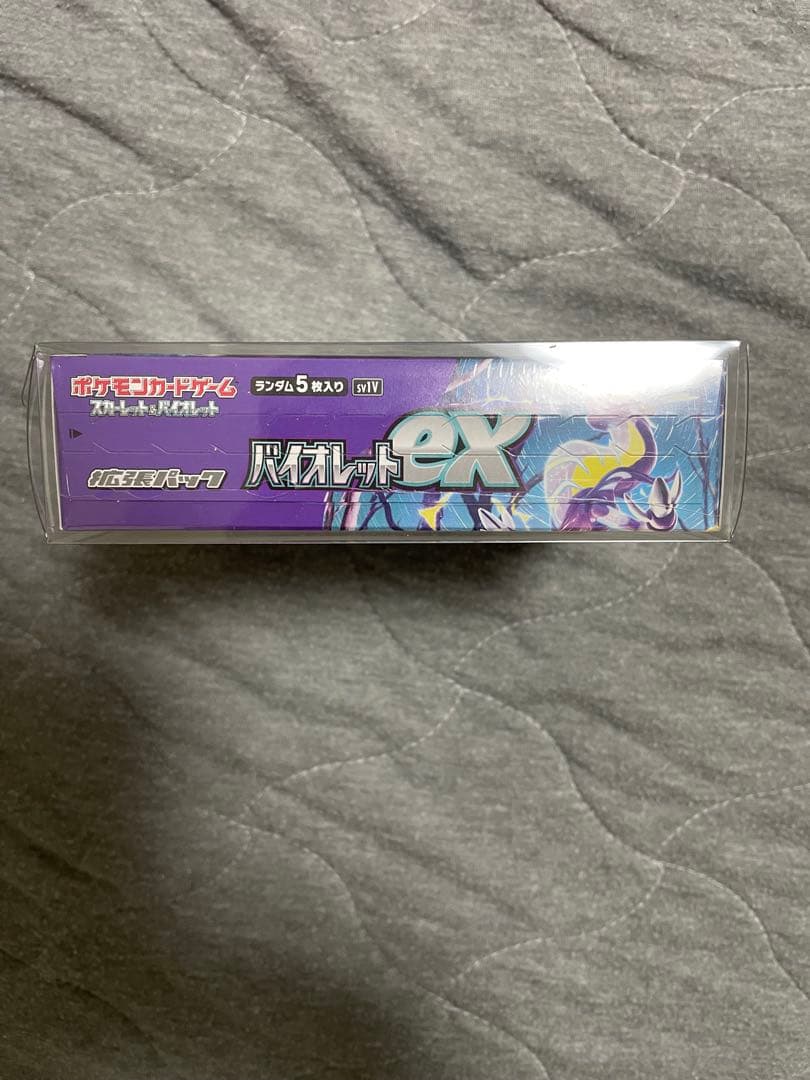 ポケモンカードゲーム
スカーレット&バイオレット
ランダム5枚入り SV1V
拡張パック
バイオレットex